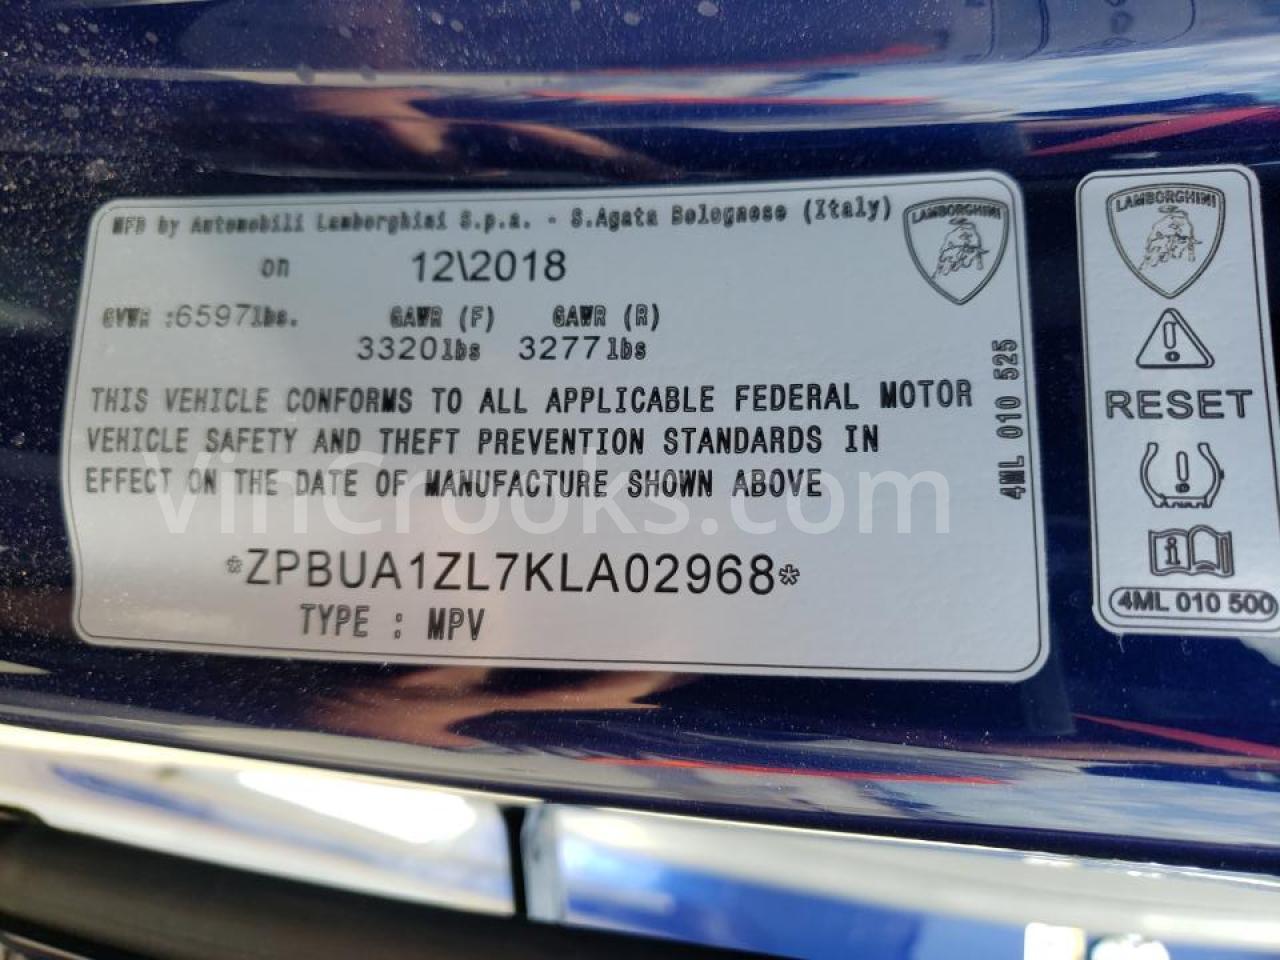 MFD by Automobili Lamborghini S.p.a. - S.Agata Bolognese (Italy)
on 12\2018
GVWR :6597lbs. GAWR (F) GAWR (R)
3320lbs 3277lbs
THIS VEHICLE CONFORMS TO ALL APPLICABLE FEDERAL MOTOR
VEHICLE SAFETY AND THEFT PREVENTION STANDARDS IN
EFFECT ON THE DATE OF MANUFACTURE SHOWN ABOVE
*ZPBUA1ZL7KLA02968*
TYPE : MPV
LAMBORGHINI
4ML 010 525
LAMBORGHINI
RESET
4ML 010 500
VinCrooks.com